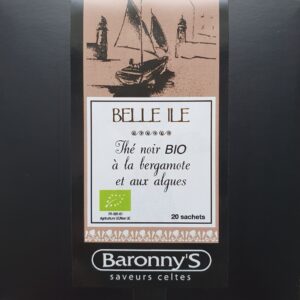 BELLE ILE
Thé noir BIO
à la bergamote
et aux algues
20 sachets
Baronny'S
saveurs celtes